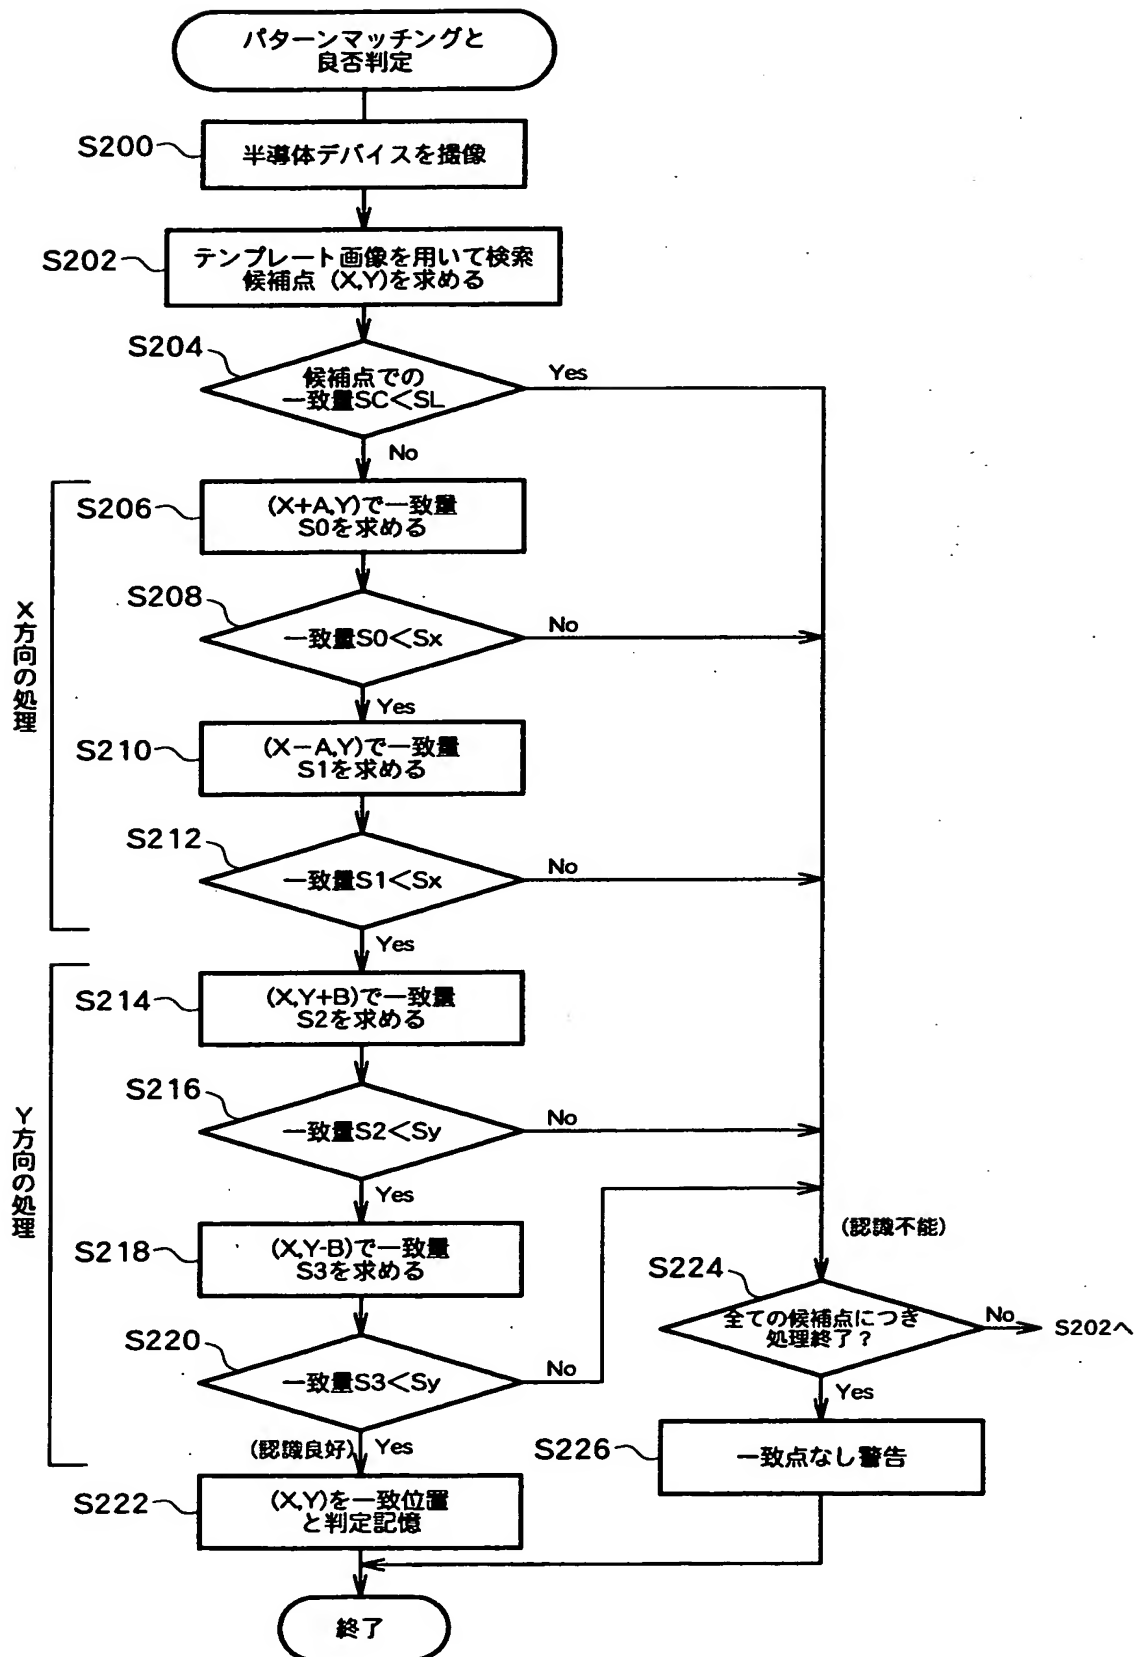 パターンマッチングと
良否判定
S200
半導体デバイスを撮像
S202
テンプレート画像を用いて検索
候補点 (X,Y)を求める
S204
候補点での
一致量SC<SL
Yes
No
X方向の処理
S206
(X+A,Y)で一致量
S0を求める
S208
一致量S0<Sx
No
Yes
S210
(X−A,Y)で一致量
S1を求める
S212
一致量S1<Sx
No
Yes
Y方向の処理
S214
(X,Y+B)で一致量
S2を求める
S216
一致量S2<Sy
No
Yes
S218
(X,Y-B)で一致量
S3を求める
S220
一致量S3<Sy
No
(認識良好)
Yes
S222
(X,Y)を一致位置
と判定記憶
(認識不能)
S224
全ての候補点につき
処理終了?
No
S202へ
Yes
S226
一致点なし警告
終了